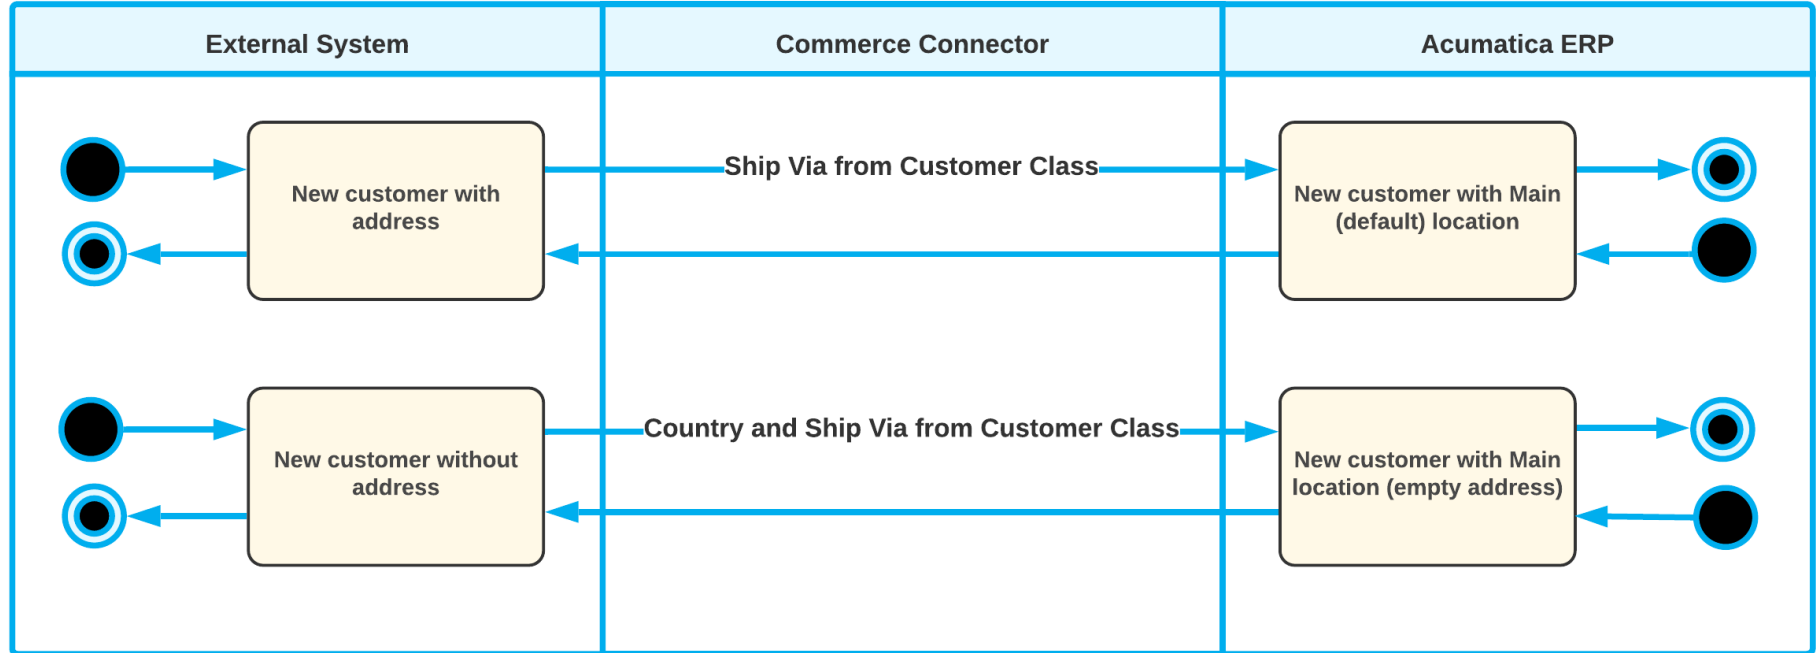 External System
Commerce Connector
Acumatica ERP
New customer with
address
Ship Via from Customer Class
New customer with Main
(default) location
New customer without
address
Country and Ship Via from Customer Class
New customer with Main
location (empty address)